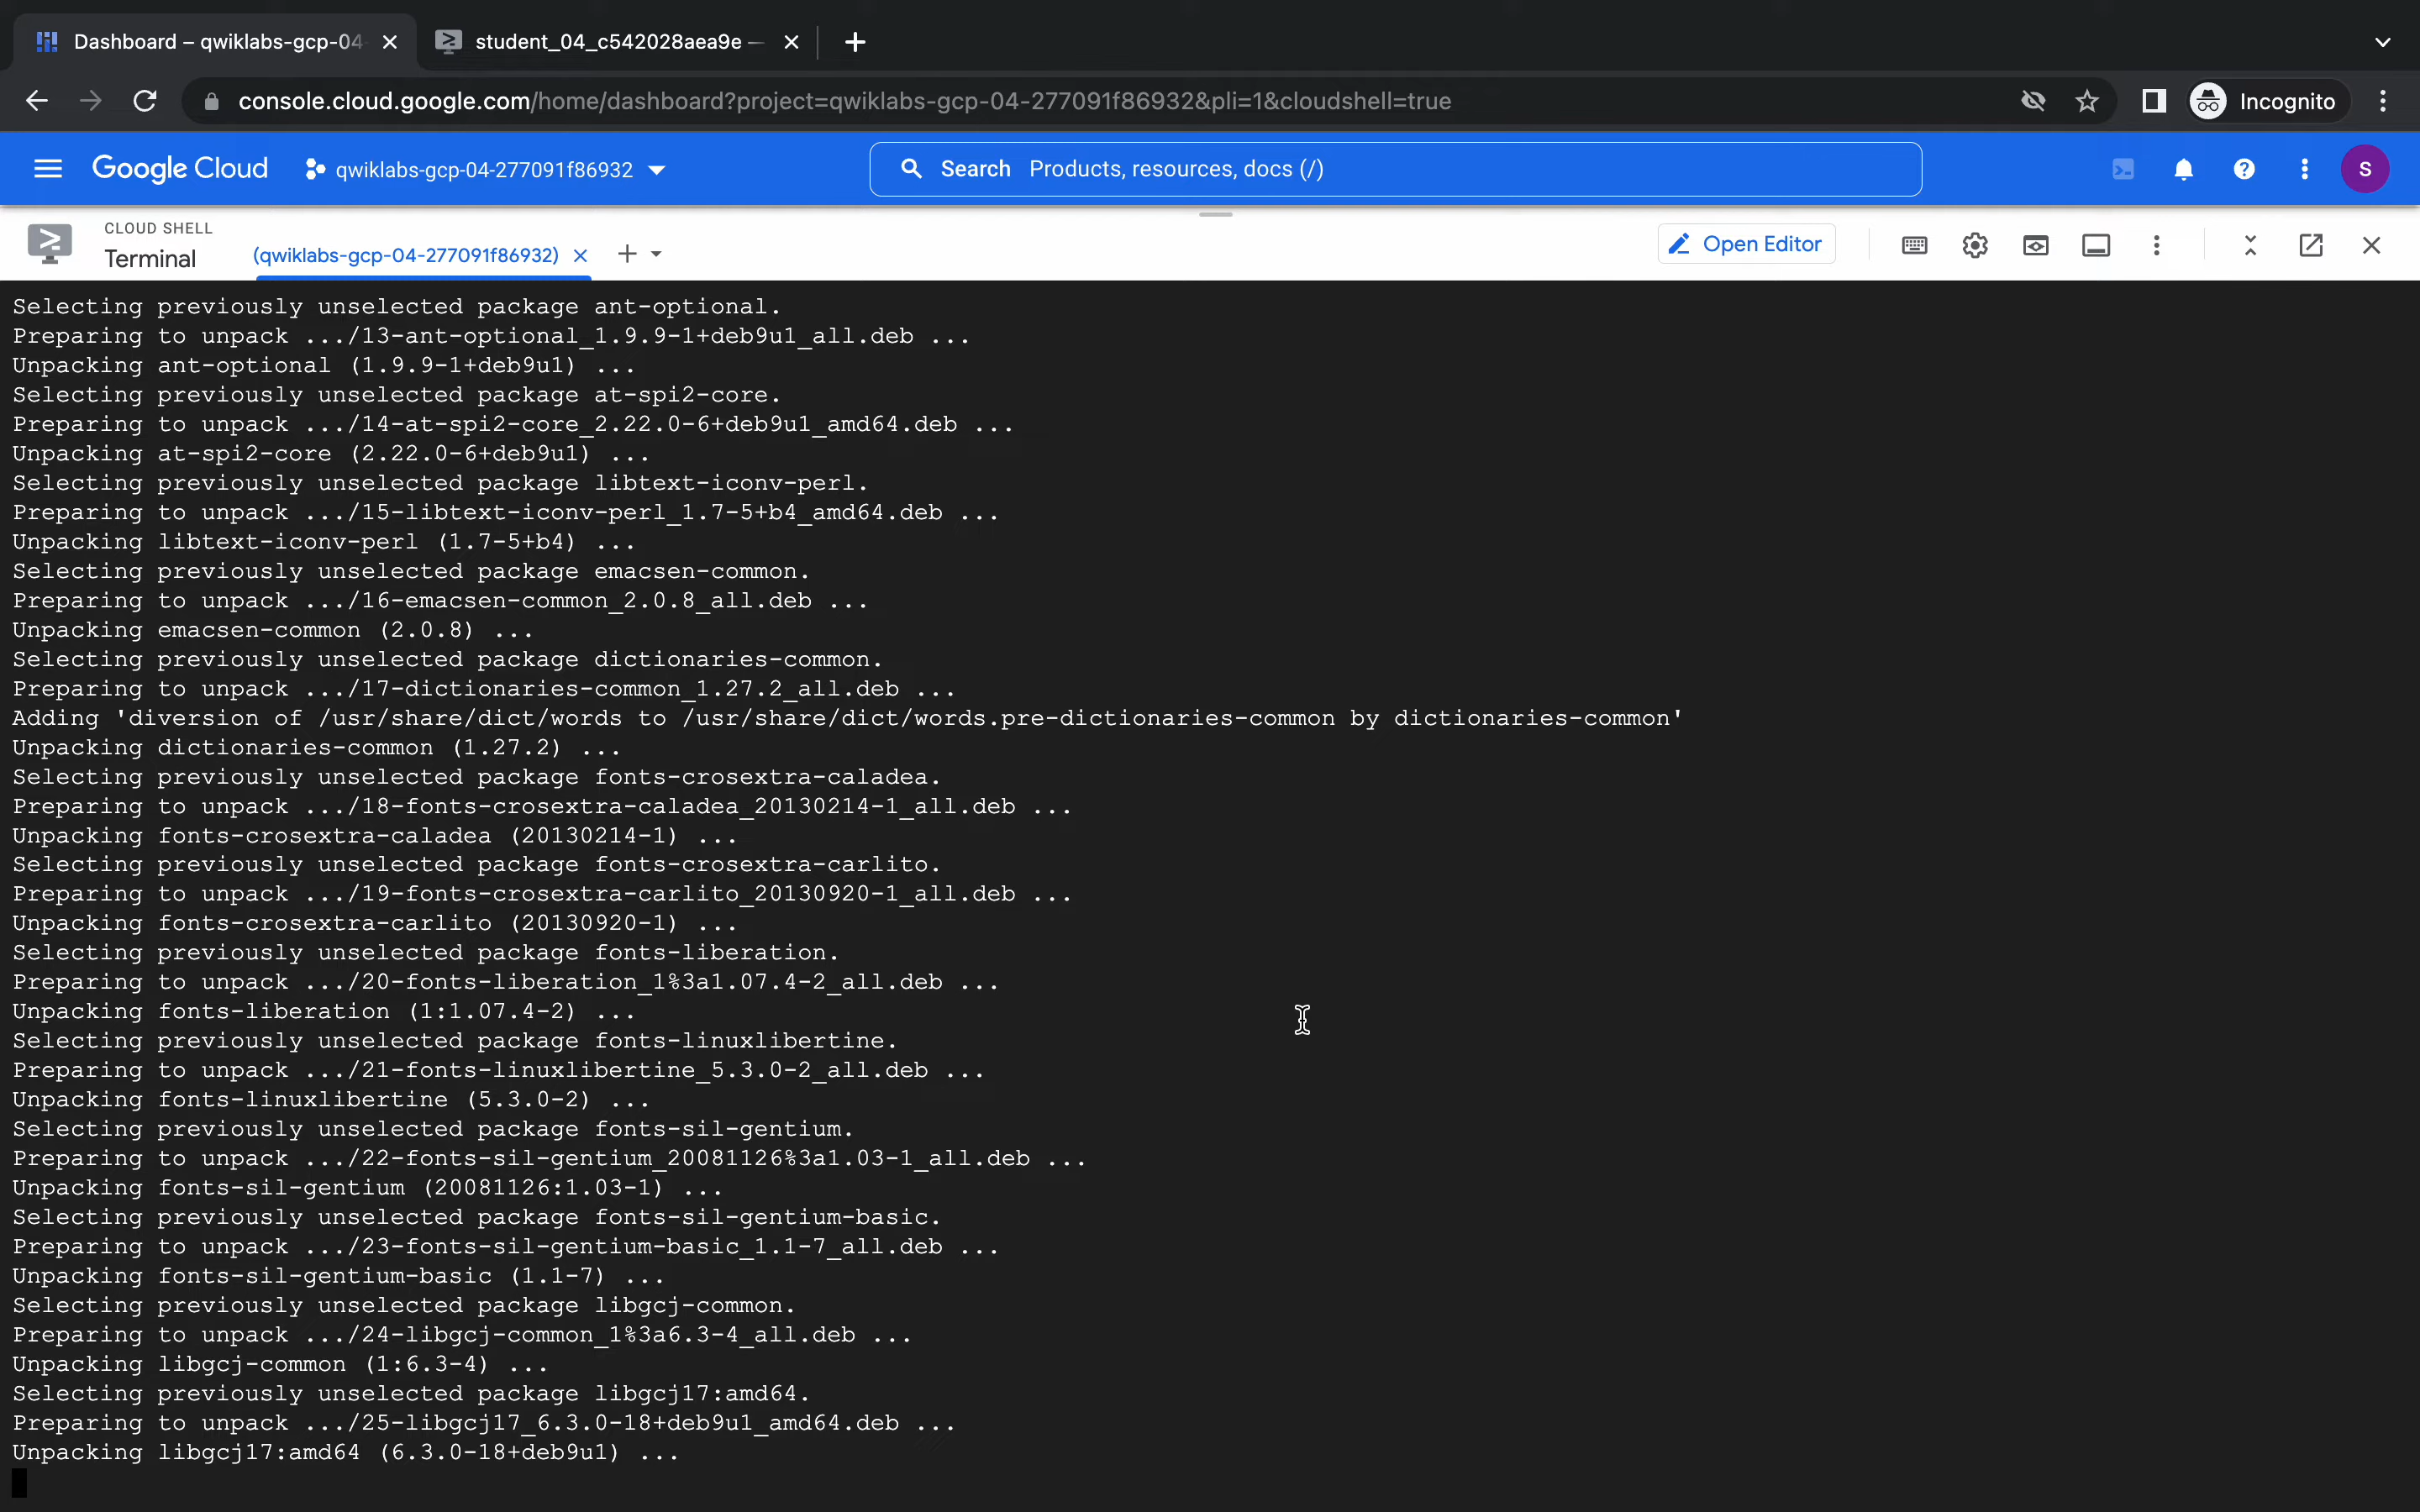 Dashboard – qwiklabs-gcp-04
student_04_c542028aea9e —
console.cloud.google.com/home/dashboard?project=qwiklabs-gcp-04-277091f86932&pli=1&cloudshell=true
Incognito
Google Cloud
qwiklabs-gcp-04-277091f86932
Search Products, resources, docs (/)
S
CLOUD SHELL
Terminal
(qwiklabs-gcp-04-277091f86932)
Open Editor
Selecting previously unselected package ant-optional.
Preparing to unpack .../13-ant-optional_1.9.9-1+deb9u1_all.deb ...
Unpacking ant-optional (1.9.9-1+deb9u1) ...
Selecting previously unselected package at-spi2-core.
Preparing to unpack .../14-at-spi2-core_2.22.0-6+deb9u1_amd64.deb ...
Unpacking at-spi2-core (2.22.0-6+deb9u1) ...
Selecting previously unselected package libtext-iconv-perl.
Preparing to unpack .../15-libtext-iconv-perl_1.7-5+b4_amd64.deb ...
Unpacking libtext-iconv-perl (1.7-5+b4) ...
Selecting previously unselected package emacsen-common.
Preparing to unpack .../16-emacsen-common_2.0.8_all.deb ...
Unpacking emacsen-common (2.0.8) ...
Selecting previously unselected package dictionaries-common.
Preparing to unpack .../17-dictionaries-common_1.27.2_all.deb ...
Adding 'diversion of /usr/share/dict/words to /usr/share/dict/words.pre-dictionaries-common by dictionaries-common'
Unpacking dictionaries-common (1.27.2) ...
Selecting previously unselected package fonts-crosextra-caladea.
Preparing to unpack .../18-fonts-crosextra-caladea_20130214-1_all.deb ...
Unpacking fonts-crosextra-caladea (20130214-1) ...
Selecting previously unselected package fonts-crosextra-carlito.
Preparing to unpack .../19-fonts-crosextra-carlito_20130920-1_all.deb ...
Unpacking fonts-crosextra-carlito (20130920-1) ...
Selecting previously unselected package fonts-liberation.
Preparing to unpack .../20-fonts-liberation_1%3a1.07.4-2_all.deb ...
Unpacking fonts-liberation (1:1.07.4-2) ...
Selecting previously unselected package fonts-linuxlibertine.
Preparing to unpack .../21-fonts-linuxlibertine_5.3.0-2_all.deb ...
Unpacking fonts-linuxlibertine (5.3.0-2) ...
Selecting previously unselected package fonts-sil-gentium.
Preparing to unpack .../22-fonts-sil-gentium_20081126%3a1.03-1_all.deb ...
Unpacking fonts-sil-gentium (20081126:1.03-1) ...
Selecting previously unselected package fonts-sil-gentium-basic.
Preparing to unpack .../23-fonts-sil-gentium-basic_1.1-7_all.deb ...
Unpacking fonts-sil-gentium-basic (1.1-7) ...
Selecting previously unselected package libgcj-common.
Preparing to unpack .../24-libgcj-common_1%3a6.3-4_all.deb ...
Unpacking libgcj-common (1:6.3-4) ...
Selecting previously unselected package libgcj17:amd64.
Preparing to unpack .../25-libgcj17_6.3.0-18+deb9u1_amd64.deb ...
Unpacking libgcj17:amd64 (6.3.0-18+deb9u1) ...